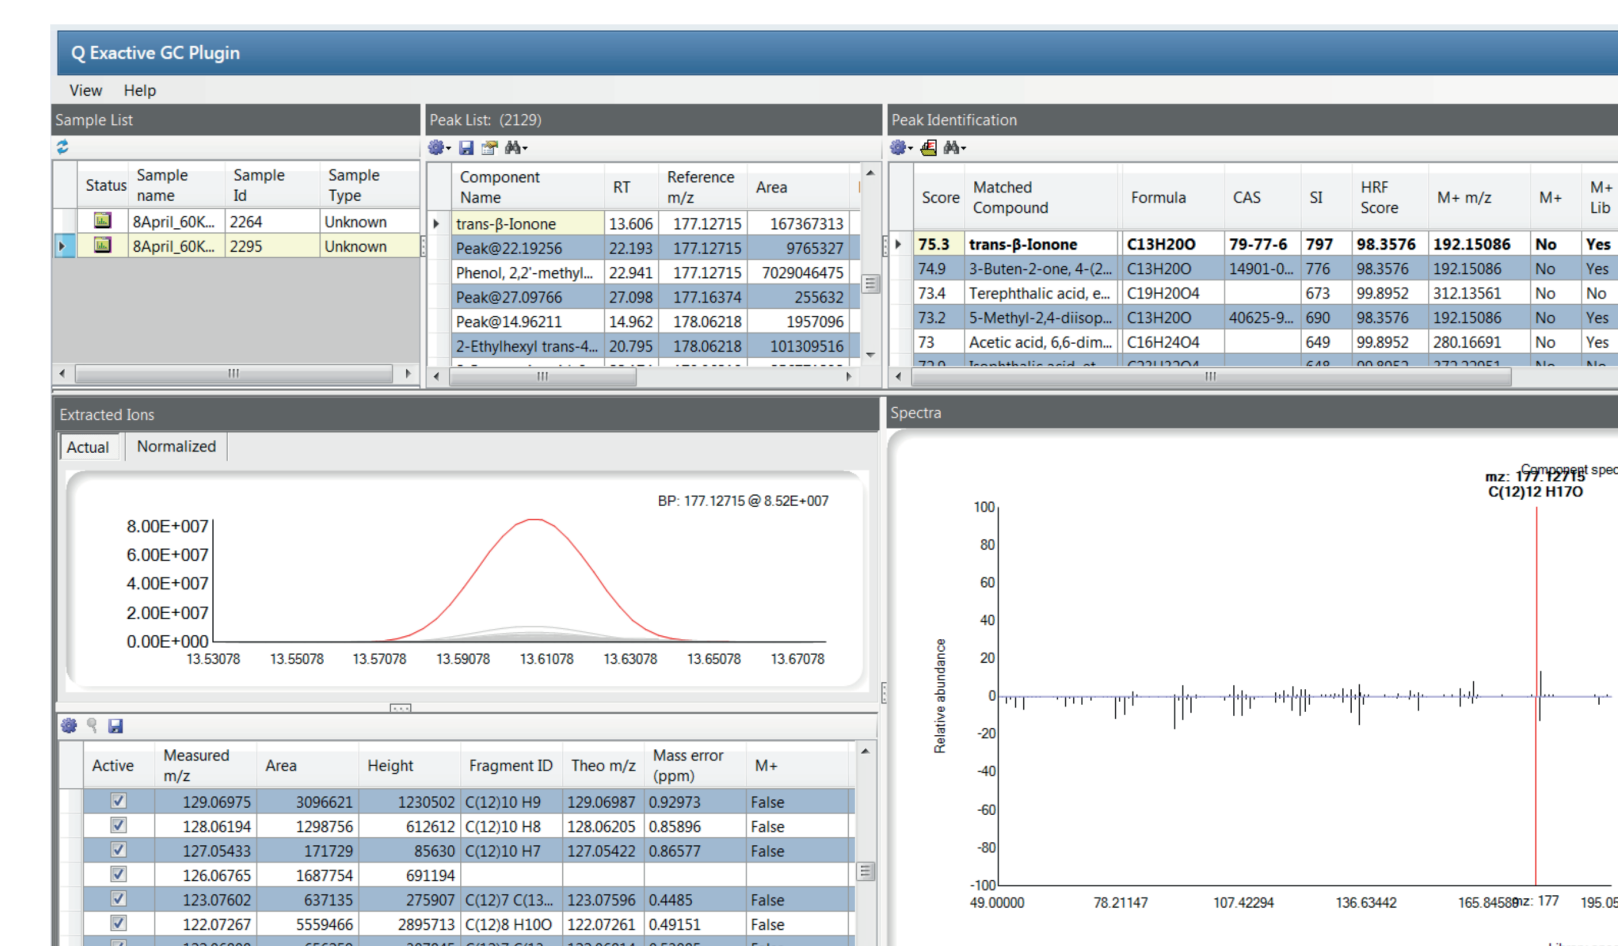 Q Exactive GC Plugin
View Help
Sample List
Status Sample name Sample Id Sample Type
8April_60K... 2264 Unknown
8April_60K... 2295 Unknown
Peak List: (2129)
Component Name RT Reference m/z Area
trans-β-Ionone 13.606 177.12715 167367313
Peak@22.19256 22.193 177.12715 9765327
Phenol, 2,2'-methyl... 22.941 177.12715 7029046475
Peak@27.09766 27.098 177.16374 255632
Peak@14.96211 14.962 178.06218 1957096
2-Ethylhexyl trans-4... 20.795 178.06218 101309516
Peak Identification
Score Matched Compound Formula CAS SI HRF Score M+ m/z M+ M+ Lib
75.3 trans-β-Ionone C13H20O 79-77-6 797 98.3576 192.15086 No Yes
74.9 3-Buten-2-one, 4-(2... C13H20O 14901-0... 776 98.3576 192.15086 No Yes
73.4 Terephthalic acid, e... C19H20O4 673 99.8952 312.13561 No No
73.2 5-Methyl-2,4-diisop... C13H20O 40625-9... 690 98.3576 192.15086 No Yes
73 Acetic acid, 6,6-dim... C16H24O4 649 99.8952 280.16691 No Yes
Extracted Ions
Actual Normalized
BP: 177.12715 @ 8.52E+007
8.00E+007
6.00E+007
4.00E+007
2.00E+007
0.00E+000
13.53078 13.55078 13.57078 13.59078 13.61078 13.63078 13.65078 13.67078
Active Measured m/z Area Height Fragment ID Theo m/z Mass error (ppm) M+
129.06975 3096621 1230502 C(12)10 H9 129.06987 0.92973 False
128.06194 1298756 612612 C(12)10 H8 128.06205 0.85896 False
127.05433 171729 85630 C(12)10 H7 127.05422 0.86577 False
126.06765 1687754 691194
123.07602 637135 275907 C(12)7 C(13... 123.07596 0.4485 False
122.07267 5559466 2895713 C(12)8 H10O 122.07261 0.49151 False
Spectra
Component spec
mz: 177.12715
C(12)12 H17O
Relative abundance
100
80
60
40
20
0
-20
-40
-60
-80
-100
49.00000 78.21147 107.42294 136.63442 165.84589 mz: 177 195.05